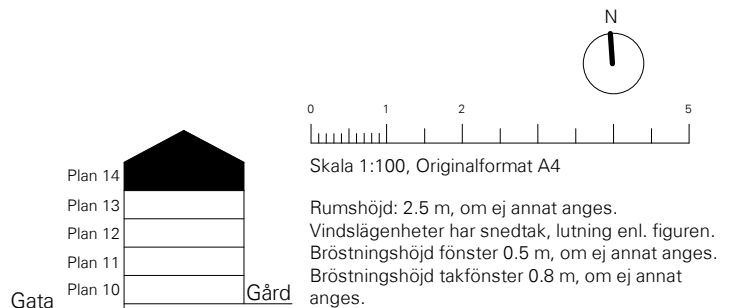 N
0 1 2 5
Skala 1:100, Originalformat A4
Plan 14
Plan 13
Plan 12
Plan 11
Plan 10
Gata
Gård
Rumshöjd: 2.5 m, om ej annat anges.
Vindslägenheter har snedtak, lutning enl. figuren.
Bröstningshöjd fönster 0.5 m, om ej annat anges.
Bröstningshöjd takfönster 0.8 m, om ej annat
anges.